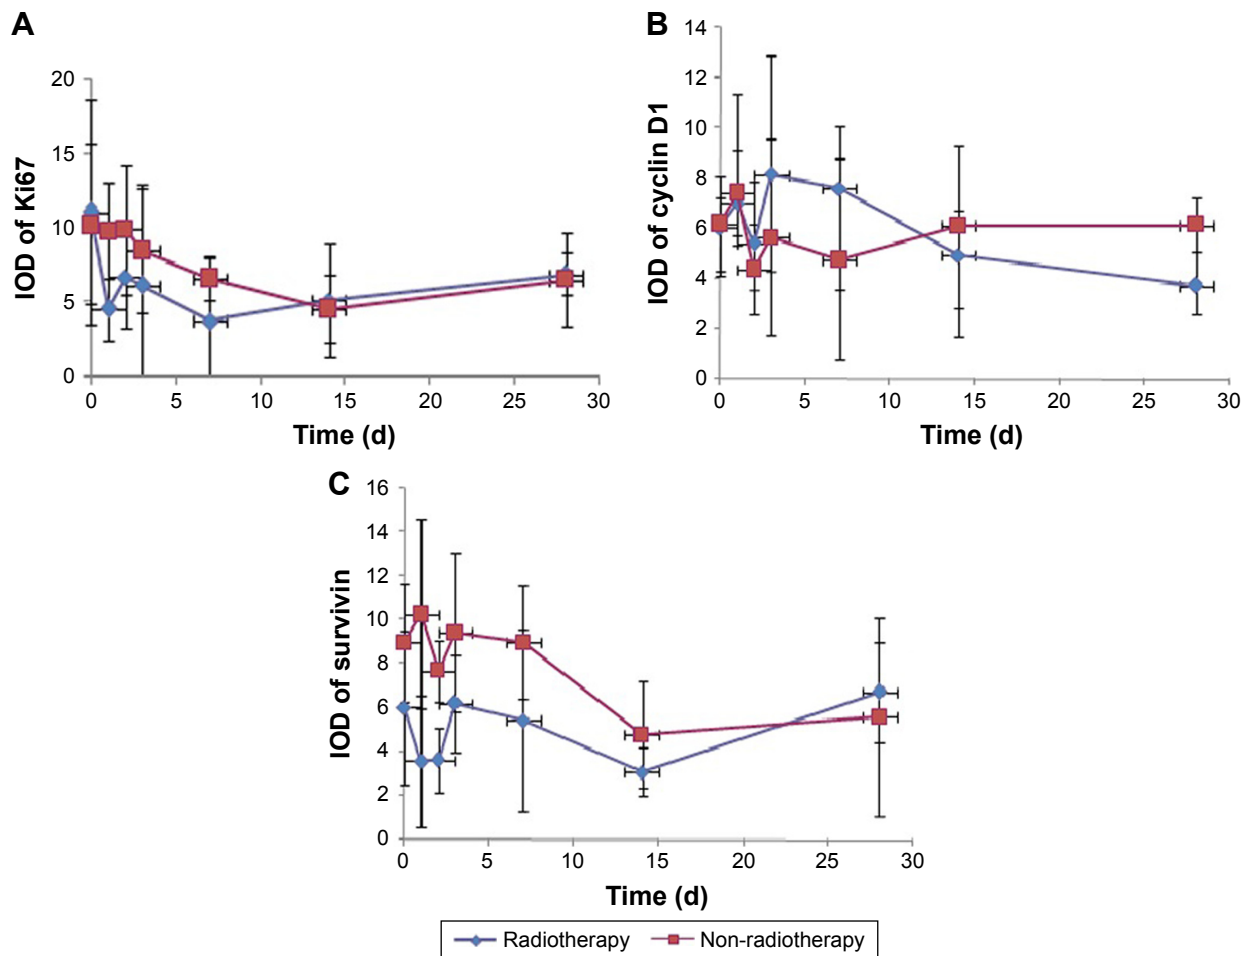 A
IOD of Ki67
20
15
10
5
0
0 5 10 15 20 25 30
Time (d)
B
IOD of cyclin D1
14
12
10
8
6
4
2
0
0 5 10 15 20 25 30
Time (d)
C
IOD of survivin
16
14
12
10
8
6
4
2
0
0 5 10 15 20 25 30
Time (d)
Radiotherapy Non-radiotherapy